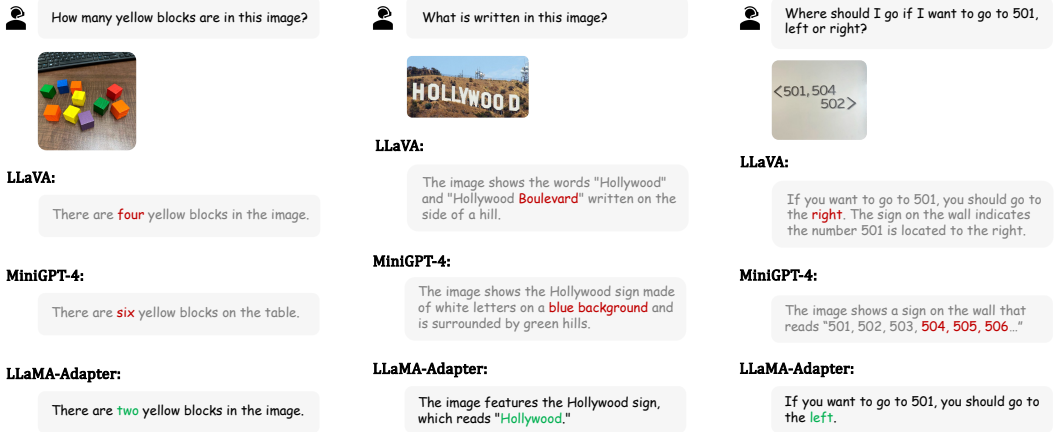 How many yellow blocks are in this image?
LLaVA:
There are four yellow blocks in the image.
MiniGPT-4:
There are six yellow blocks on the table.
LLaMA-Adapter:
There are two yellow blocks in the image.
What is written in this image?
HOLLYWOOD
LLaVA:
The image shows the words "Hollywood"
and "Hollywood Boulevard" written on the
side of a hill.
MiniGPT-4:
The image shows the Hollywood sign made
of white letters on a blue background and
is surrounded by green hills.
LLaMA-Adapter:
The image features the Hollywood sign,
which reads "Hollywood."
Where should I go if I want to go to 501,
left or right?
<501, 504
502>
LLaVA:
If you want to go to 501, you should go to
the right. The sign on the wall indicates
the number 501 is located to the right.
MiniGPT-4:
The image shows a sign on the wall that
reads “501, 502, 503, 504, 505, 506…”
LLaMA-Adapter:
If you want to go to 501, you should go to
the left.